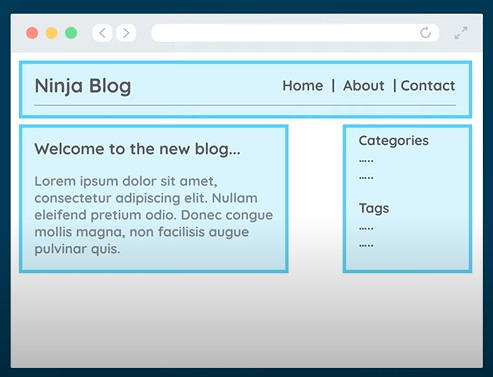 Ninja Blog
Home | About | Contact
Welcome to the new blog...
Lorem ipsum dolor sit amet,
consectetur adipiscing elit. Nullam
eleifend pretium odio. Donec congue
mollis magna, non facilisis augue
pulvinar quis.
Categories
.....
.....
Tags
.....
.....